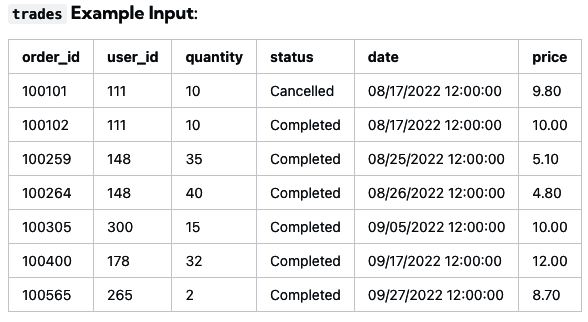 trades Example Input:
order_id user_id quantity status date price
100101 111 10 Cancelled 08/17/2022 12:00:00 9.80
100102 111 10 Completed 08/17/2022 12:00:00 10.00
100259 148 35 Completed 08/25/2022 12:00:00 5.10
100264 148 40 Completed 08/26/2022 12:00:00 4.80
100305 300 15 Completed 09/05/2022 12:00:00 10.00
100400 178 32 Completed 09/17/2022 12:00:00 12.00
100565 265 2 Completed 09/27/2022 12:00:00 8.70